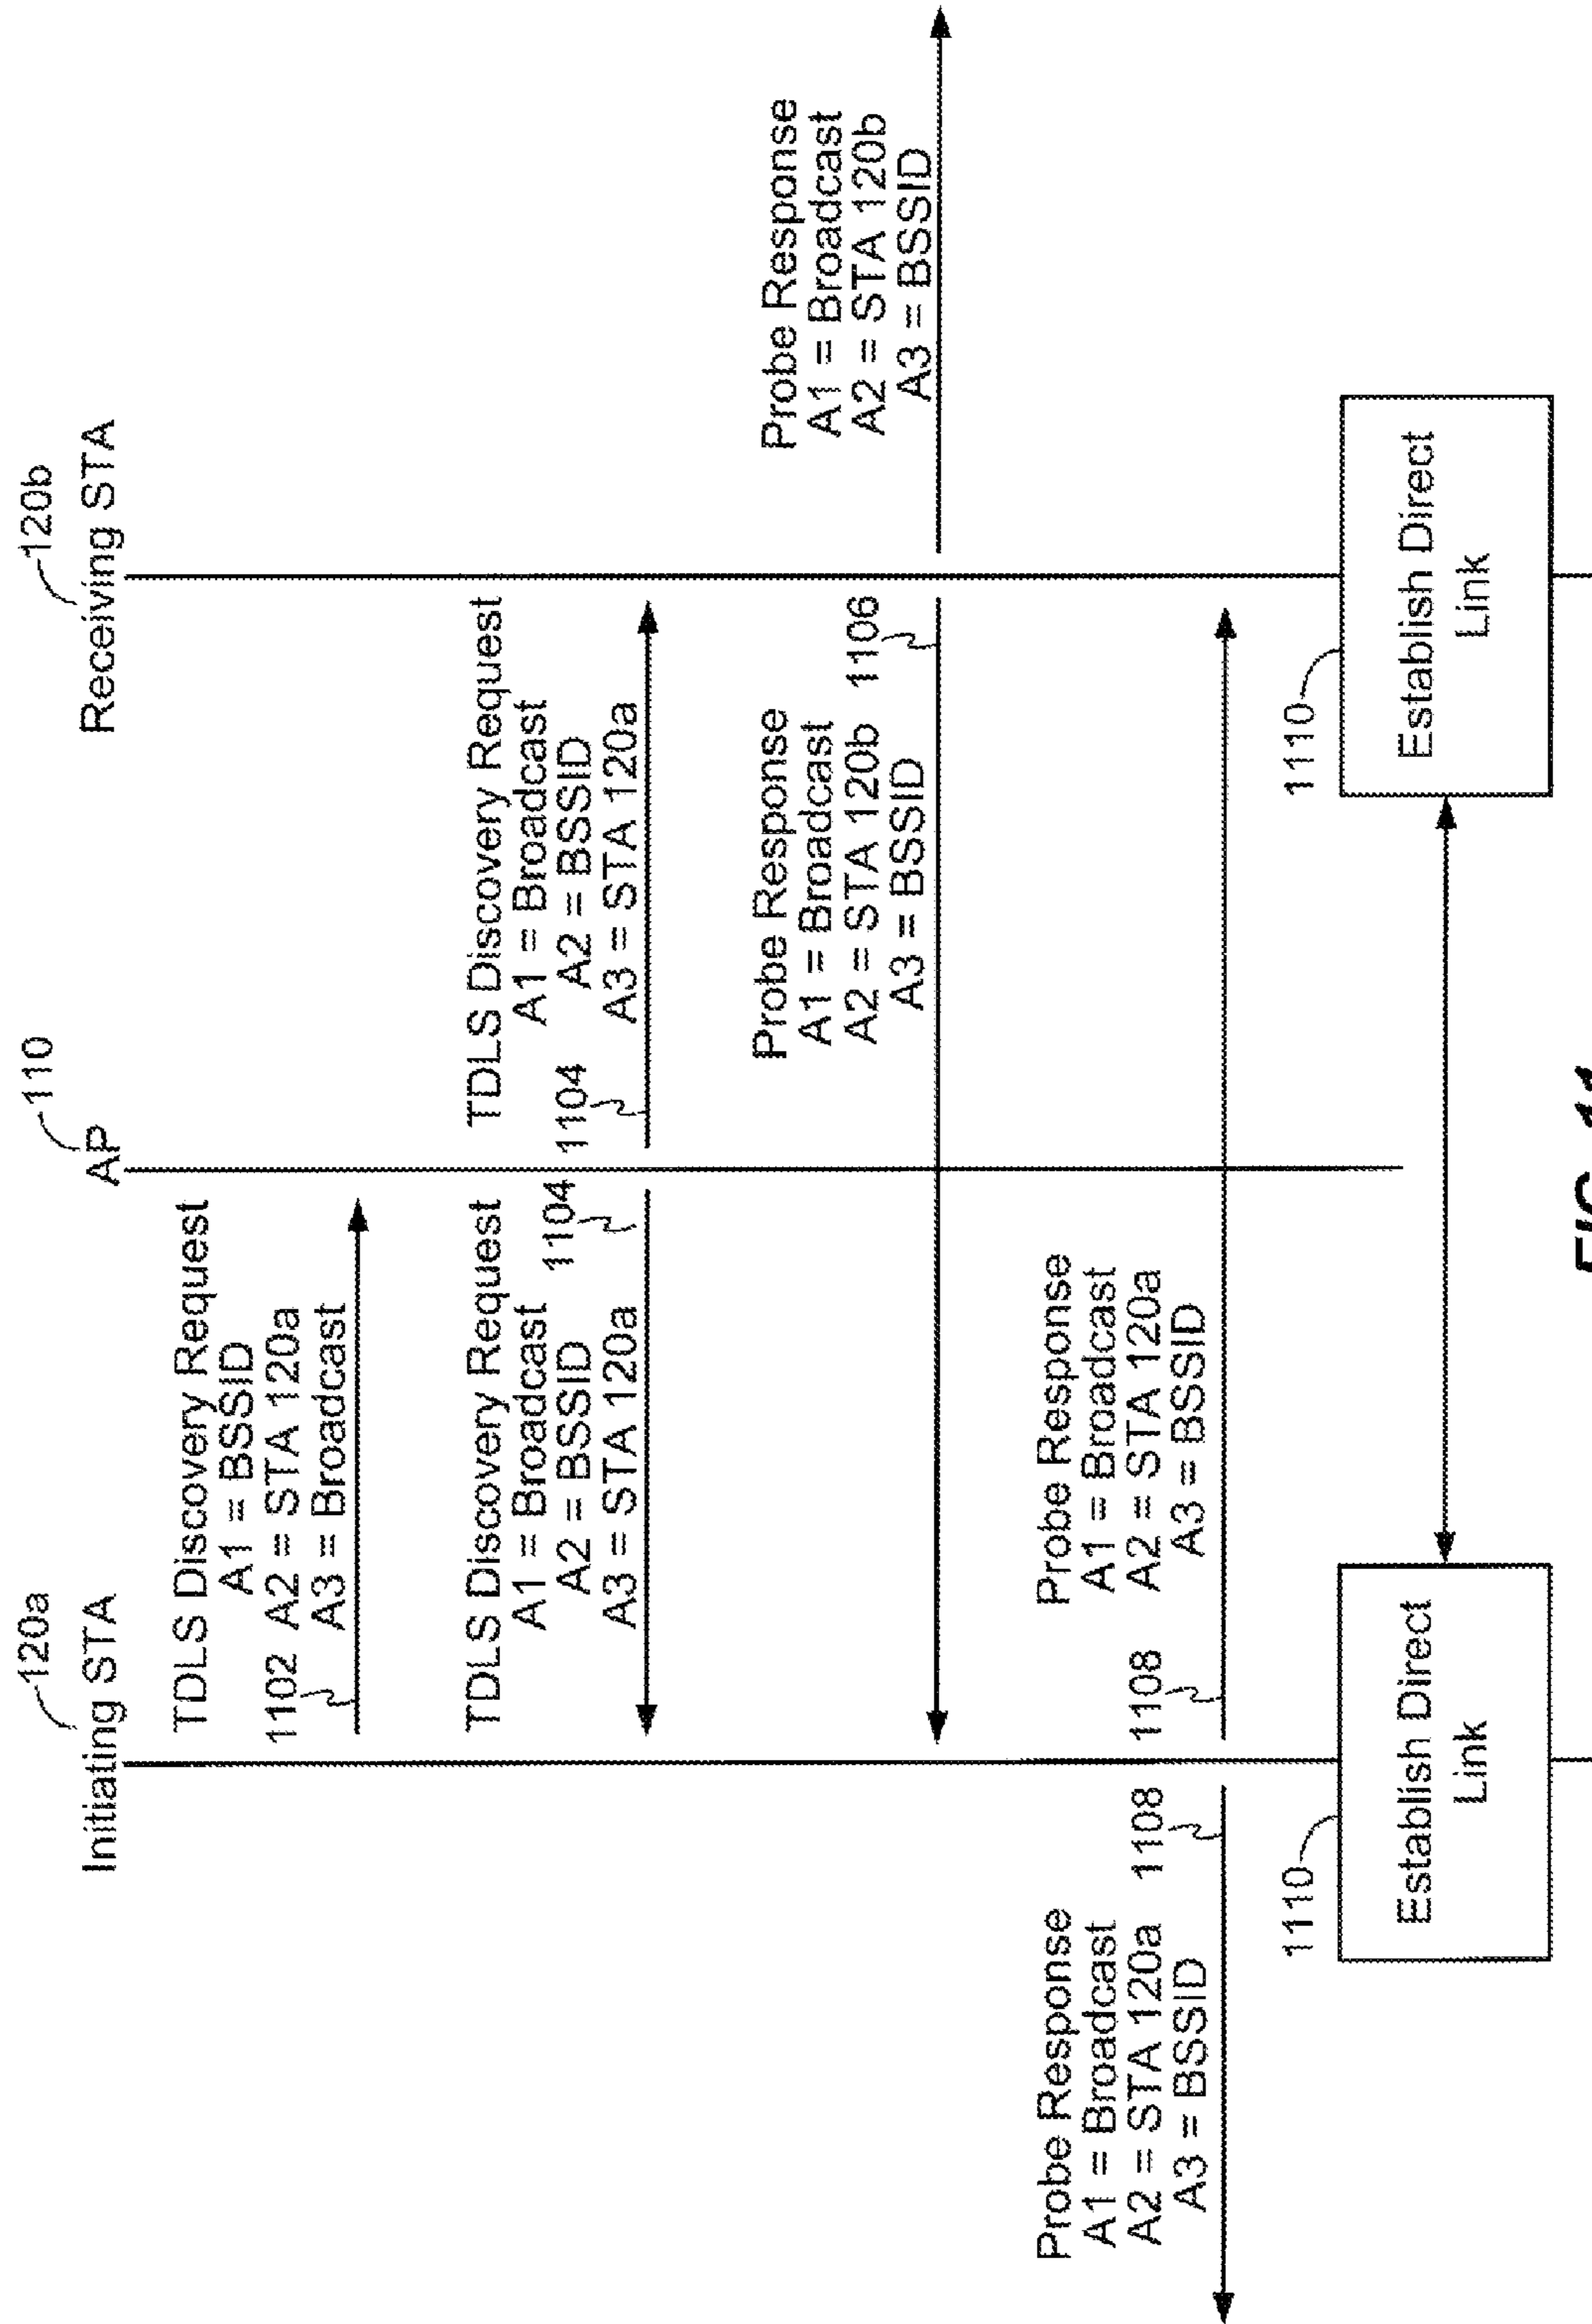 120a
Initiating STA
110
AP
120b
Receiving STA
TDLS Discovery Request
A1 = BSSID
1102 A2 = STA 120a
A3 = Broadcast
TDLS Discovery Request
A1 = Broadcast
A2 = BSSID
1104
A3 = STA 120a
TDLS Discovery Request
A1 = Broadcast
1104
A2 = BSSID
A3 = STA 120a
Probe Response
A1 = Broadcast
A2 = STA 120b
1106
A3 = BSSID
Probe Response
A1 = Broadcast
A2 = STA 120b
A3 = BSSID
Probe Response
A1 = Broadcast
A2 = STA 120a
1108
A3 = BSSID
Probe Response
A1 = Broadcast
1108
A2 = STA 120a
A3 = BSSID
1110
Establish Direct
Link
1110
Establish Direct
Link
FIG. 11